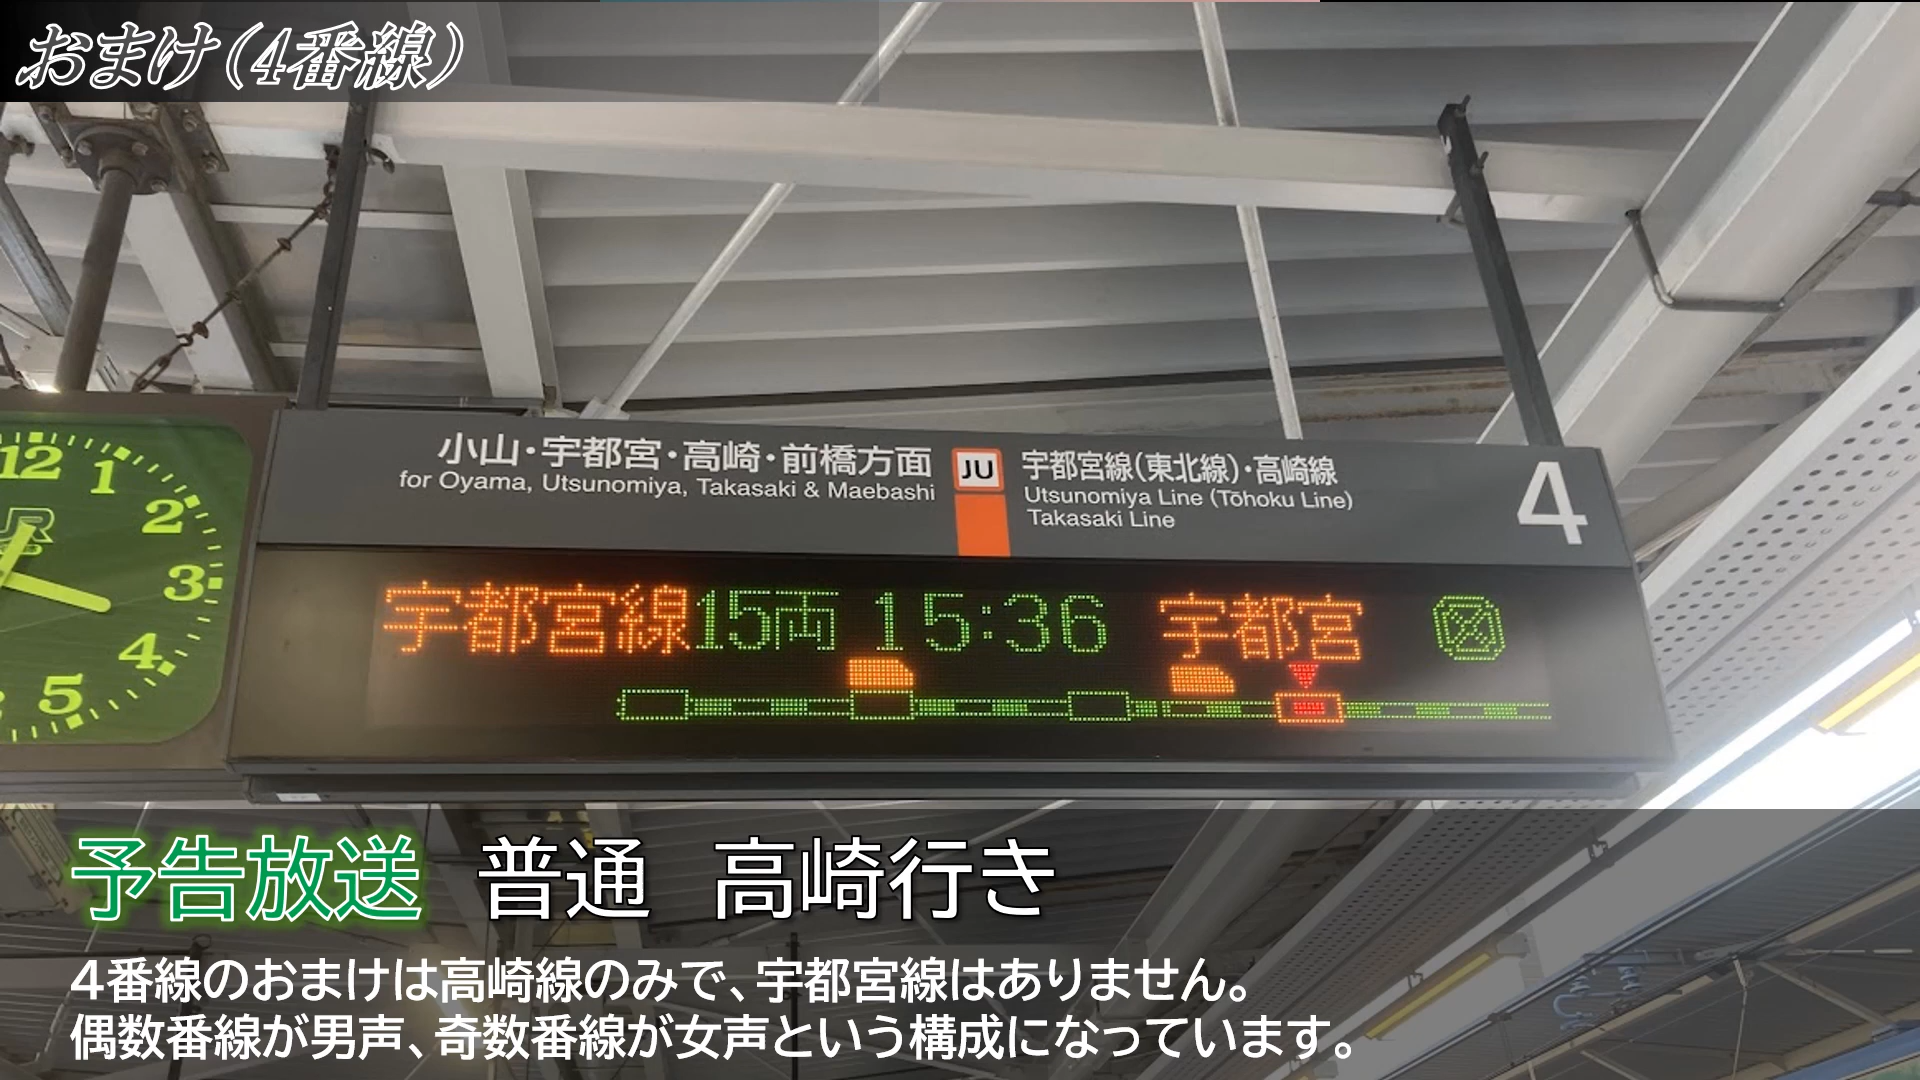 おまけ（4番線）
小山・宇都宮・高崎・前橋方面
for Oyama, Utsunomiya, Takasaki & Maebashi
JU
宇都宮線（東北線）・高崎線
Utsunomiya Line (Tōhoku Line)
Takasaki Line
4
12
1
2
3
4
5
JR
宇都宮線15両 15:36 宇都宮
予告放送 普通 高崎行き
4番線のおまけは高崎線のみで、宇都宮線はありません。
偶数番線が男声、奇数番線が女声という構成になっています。